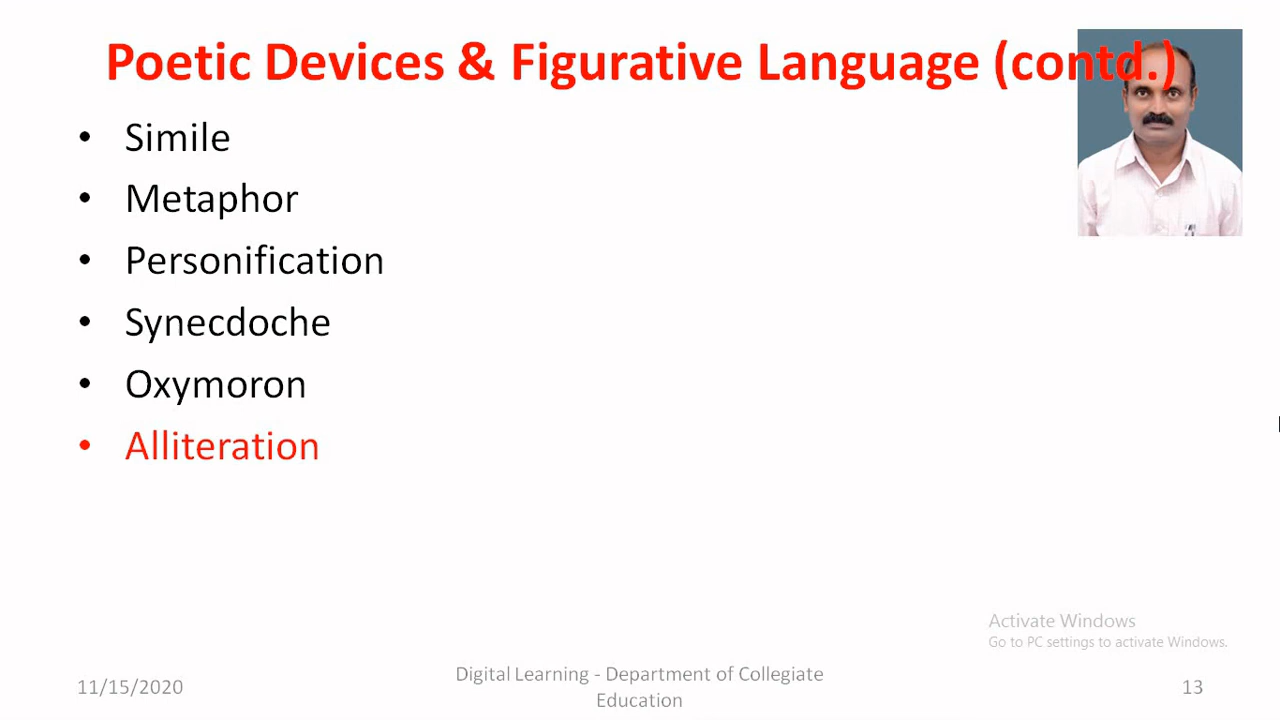 Poetic Devices & Figurative Language (contd.)
• Simile
• Metaphor
• Personification
• Synecdoche
• Oxymoron
• Alliteration
Activate Windows
Go to PC settings to activate Windows.
11/15/2020
Digital Learning - Department of Collegiate
Education
13